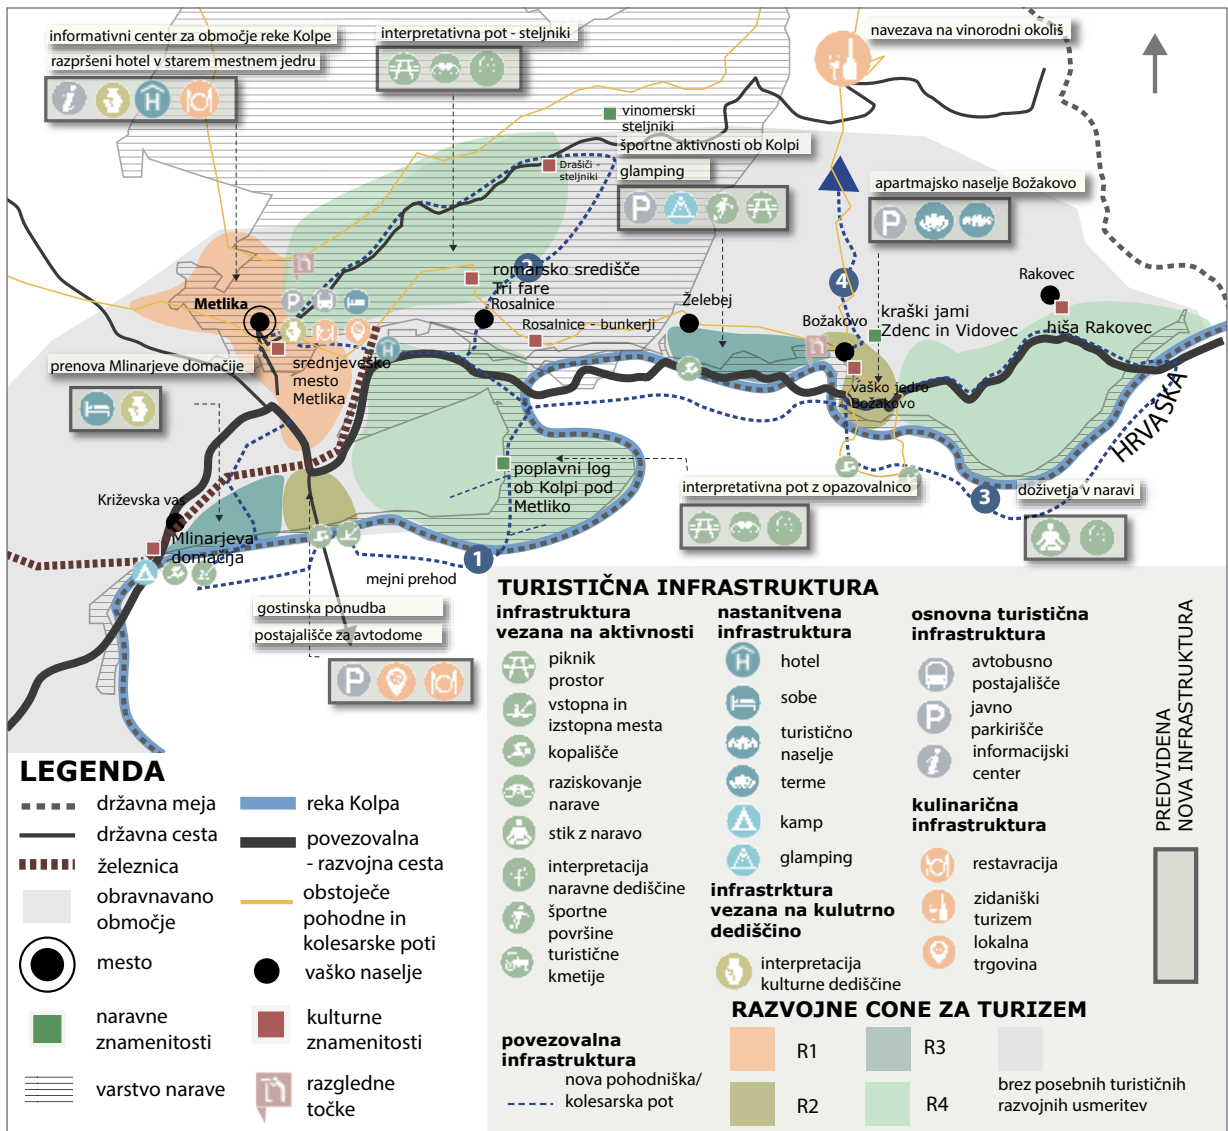 informativni center za območje reke Kolpe
razpršeni hotel v starem mestnem jedru
interpretativna pot - steljniki
navezava na vinorodni okoliš
vinomerski
steljniki
športne aktivnosti ob Kolpi
glamping
Drašiči -
steljniki
apartmajsko naselje Božakovo
Metlika
romarsko središče
Tri fare
Rosalnice
Rosalnice - bunkerji
Želebej
4
Božakovo
kraški jami
Zdenc in Vidovec
Rakovec
hiša Rakovec
prenova Mlinarjeve domačije
srednjeveško
mesto
Metlika
vaško jedro
Božakovo
HRVAŠKA
poplavni log
ob Kolpi pod
Metliko
interpretativna pot z opazovalnico
3
doživetja v naravi
Križevska vas
Mlinarjeva
domačija
1
mejni prehod
gostinska ponudba
postajališče za avtodome
TURISTIČNA INFRASTRUKTURA
infrastruktura
vezana na aktivnosti
piknik
prostor
vstopna in
izstopna mesta
kopališče
raziskovanje
narave
stik z naravo
interpretacija
naravne dediščine
športne
površine
turistične
kmetije
nastanitvena
infrastruktura
hotel
sobe
turistično
naselje
terme
kamp
glamping
infrastrktura
vezana na kulutrno
dediščino
interpretacija
kulturne dediščine
osnovna turistična
infrastruktura
avtobusno
postajališče
javno
parkirišče
informacijski
center
kulinarična
infrastruktura
restavracija
zidaniški
turizem
lokalna
trgovina
PREDVIDENA
NOVA INFRASTRUKTURA
povezovalna
infrastruktura
nova pohodniška/
kolesarska pot
RAZVOJNE CONE ZA TURIZEM
R1
R2
R3
R4
brez posebnih turističnih
razvojnih usmeritev
LEGENDA
državna meja
državna cesta
železnica
obravnavano
območje
mesto
naravne
znamenitosti
varstvo narave
reka Kolpa
povezovalna
- razvojna cesta
obstoječe
pohodne in
kolesarske poti
vaško naselje
kulturne
znamenitosti
razgledne
točke